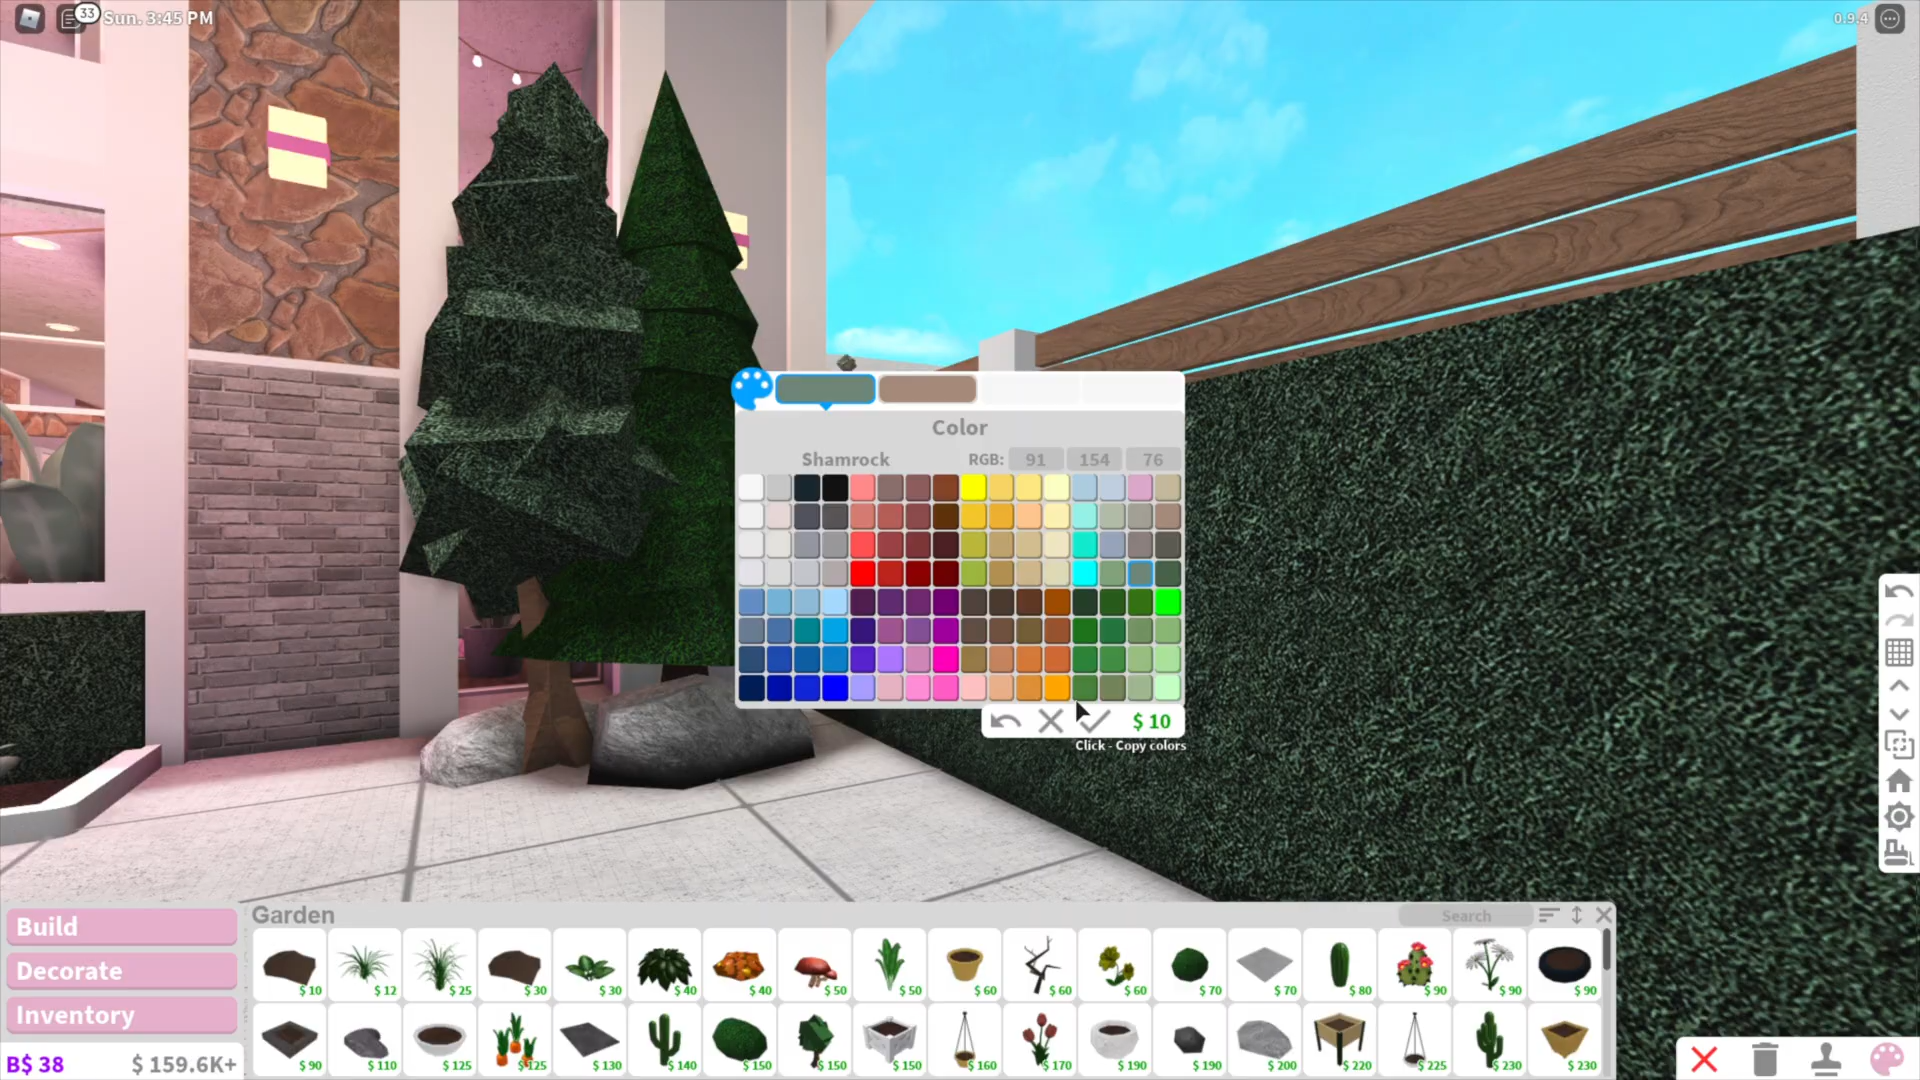 33
Sun. 3:45 PM
0.9.4
Color
Shamrock RGB: 91 154 76
$ 10
Click - Copy colors
Build
Decorate
Inventory
B$ 38 $ 159.6K+
Garden Search
$ 10 $ 12 $ 25 $ 30 $ 30 $ 40 $ 40 $ 50 $ 50 $ 60 $ 60 $ 60 $ 70 $ 70 $ 80 $ 90 $ 90 $ 90
$ 90 $ 110 $ 125 $ 125 $ 130 $ 140 $ 150 $ 150 $ 150 $ 160 $ 170 $ 190 $ 190 $ 200 $ 220 $ 225 $ 230 $ 230